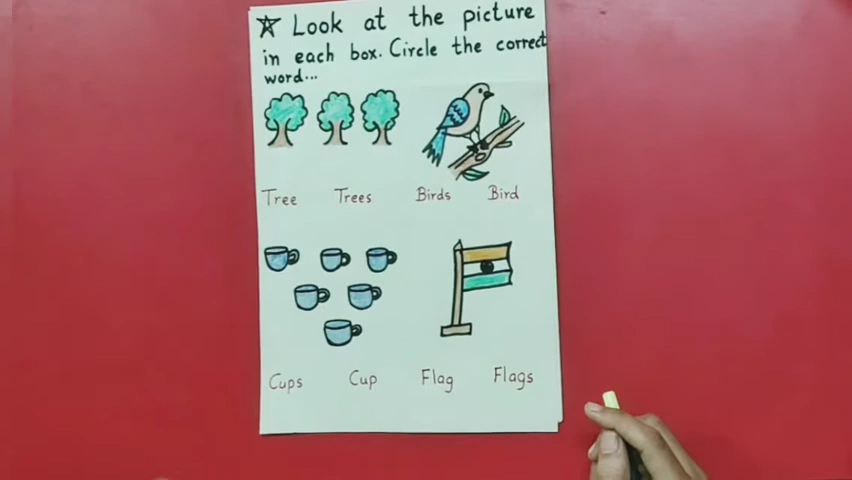 Look at the picture
in each box. Circle the correct
word...
Tree Trees Birds Bird
Cups Cup Flag Flags